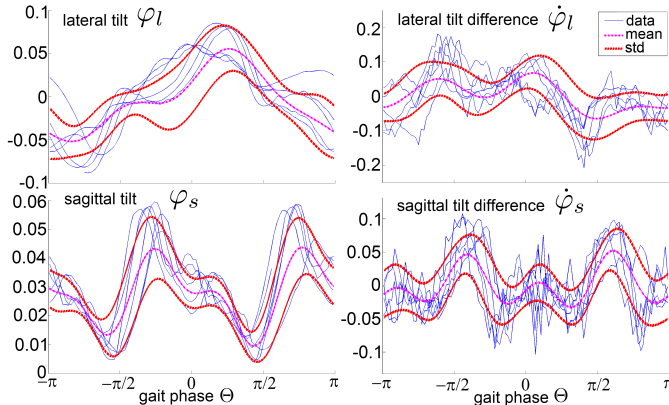 lateral tilt φl
0.1
0.05
0
-0.05
0.1
lateral tilt difference φ̇l
0.2
0.1
0
-0.1
-0.2
data
mean
std
sagittal tilt φs
0.06
0.05
0.04
0.03
0.02
0.01
0
−π −π/2 0 π/2 π
gait phase Θ
sagittal tilt difference φ̇s
0.1
0.05
0
-0.05
-0.1
−π −π/2 0 π/2 π
gait phase Θ